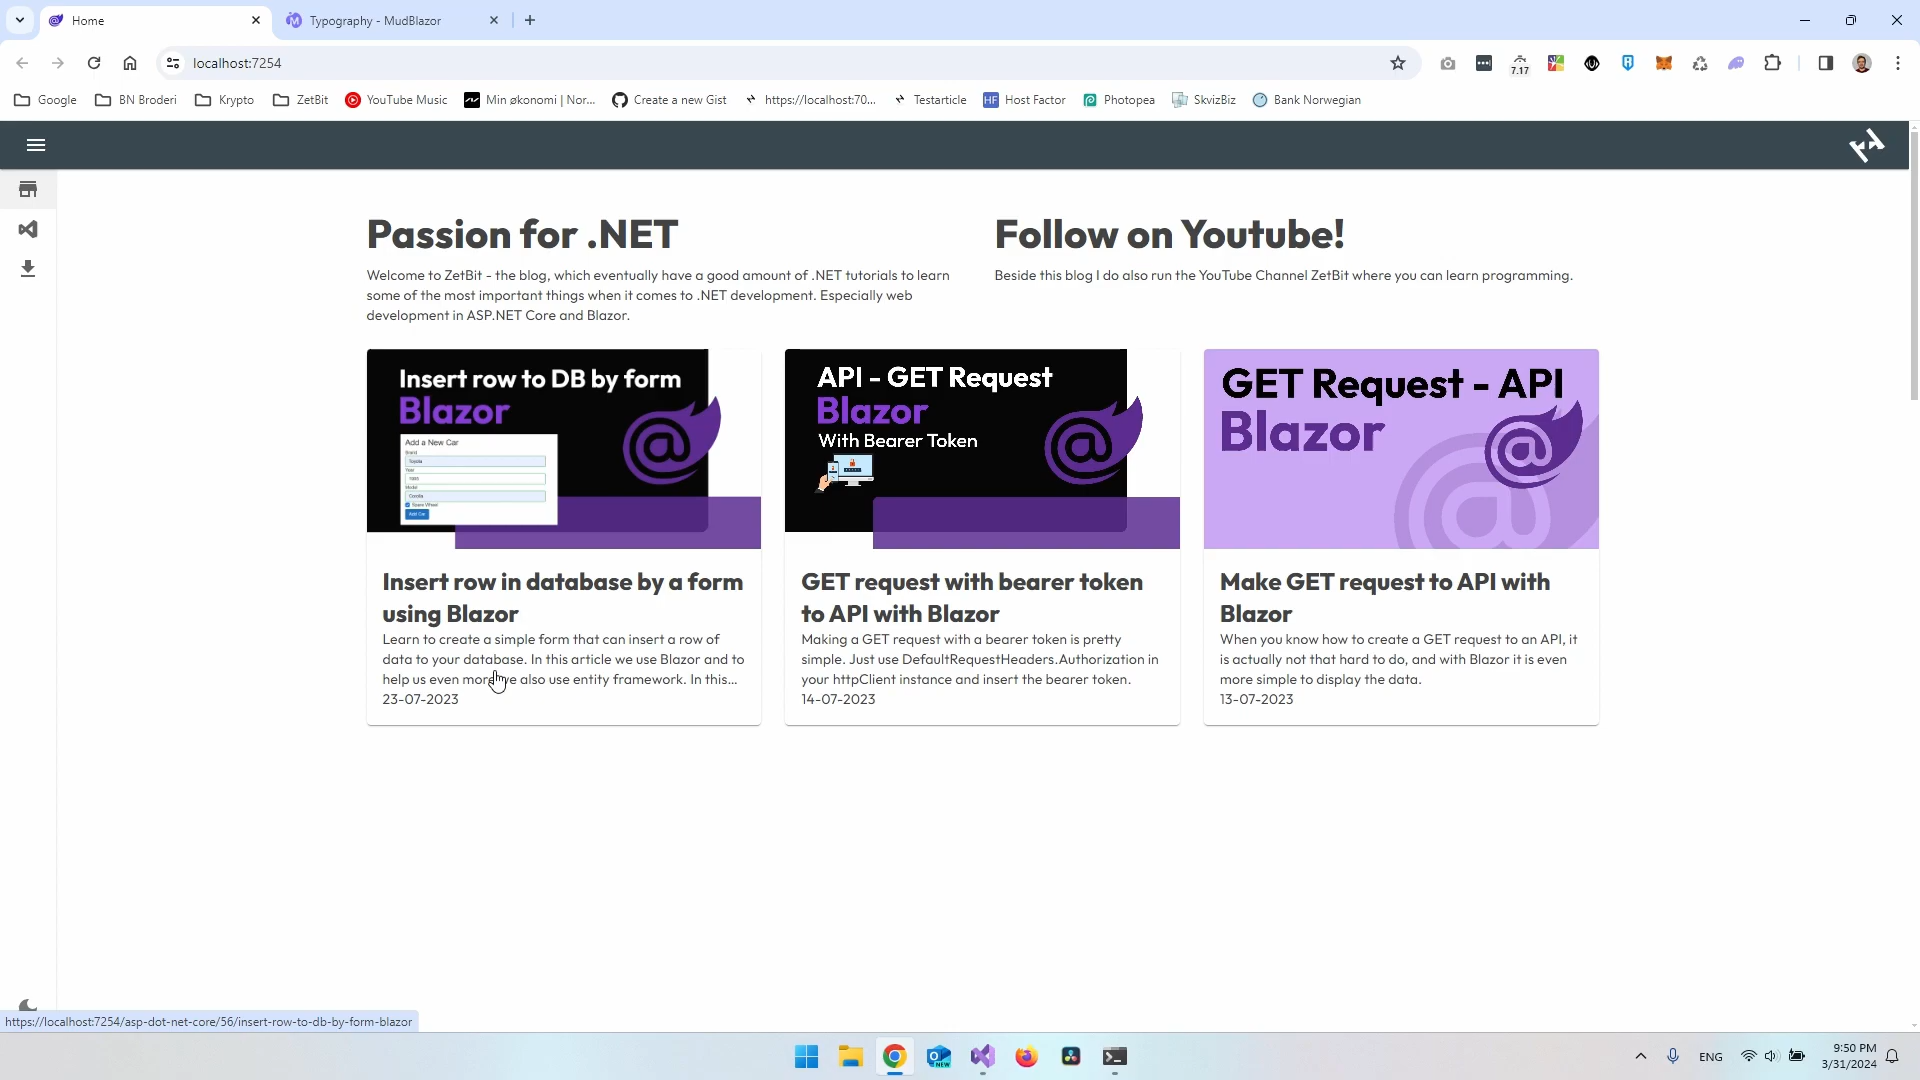 Home
Typography - MudBlazor
localhost:7254
7.17
Google
BN Broderi
Krypto
ZetBit
YouTube Music
Min økonomi | Nor...
Create a new Gist
https://localhost:70...
Testarticle
HF Host Factor
Photopea
SkvizBiz
Bank Norwegian
Passion for .NET
Welcome to ZetBit - the blog, which eventually have a good amount of .NET tutorials to learn
some of the most important things when it comes to .NET development. Especially web
development in ASP.NET Core and Blazor.
Follow on Youtube!
Beside this blog I do also run the YouTube Channel ZetBit where you can learn programming.
Insert row to DB by form
Blazor
Add a New Car
Brand
Toyota
Year
1985
Model
Corolla
Spare Wheel
Add Car
Insert row in database by a form
using Blazor
Learn to create a simple form that can insert a row of
data to your database. In this article we use Blazor and to
help us even more we also use entity framework. In this...
23-07-2023
API - GET Request
Blazor
With Bearer Token
GET request with bearer token
to API with Blazor
Making a GET request with a bearer token is pretty
simple. Just use DefaultRequestHeaders.Authorization in
your httpClient instance and insert the bearer token.
14-07-2023
GET Request - API
Blazor
Make GET request to API with
Blazor
When you know how to create a GET request to an API, it
is actually not that hard to do, and with Blazor it is even
more simple to display the data.
13-07-2023
https://localhost:7254/asp-dot-net-core/56/insert-row-to-db-by-form-blazor
ENG
9:50 PM
3/31/2024